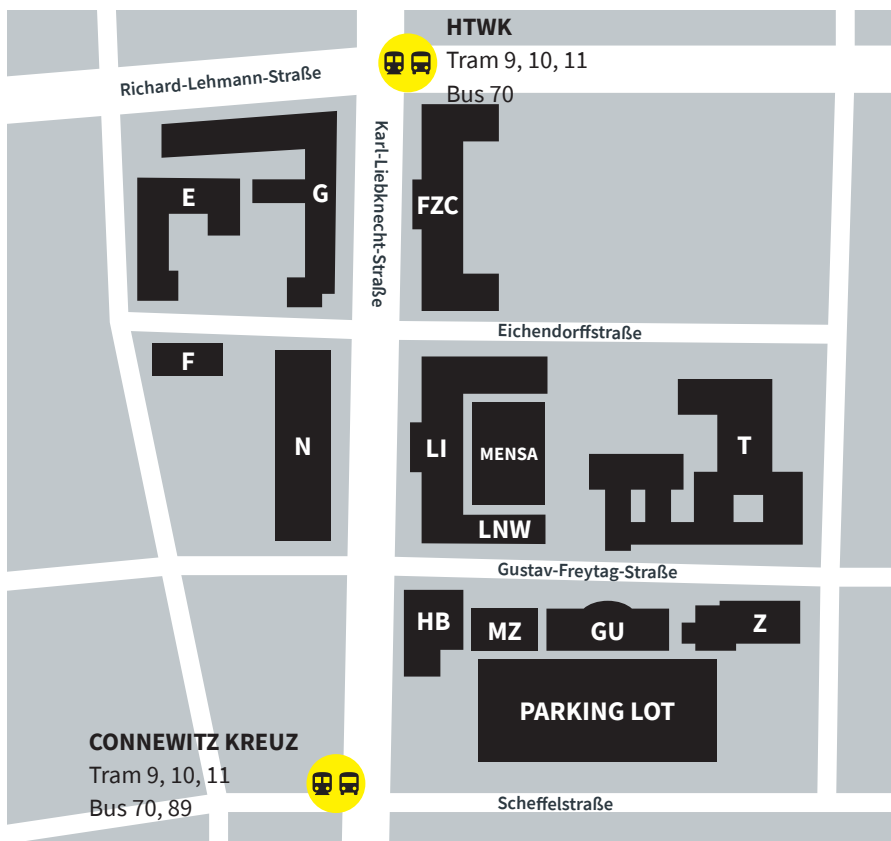 HTWK
Tram 9, 10, 11
Bus 70
Richard-Lehmann-Straße
Karl-Liebknecht-Straße
E
G
FZC
Eichendorffstraße
F
N
LI
MENSA
T
LNW
Gustav-Freytag-Straße
HB
MZ
GU
Z
PARKING LOT
CONNEWITZ KREUZ
Tram 9, 10, 11
Bus 70, 89
Scheffelstraße